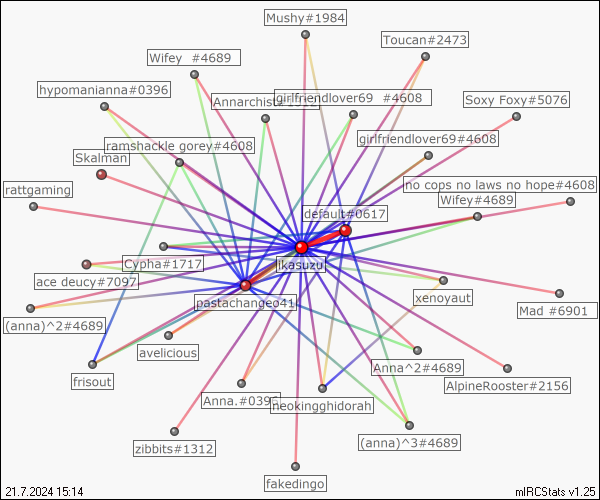 Mushy#1984
Toucan#2473
Wifey #4689
hypomanianna#0396
Annarchist
girlfriendlover69 #4608
Soxy Foxy#5076
ramshackle gorey#4608
girlfriendlover69#4608
Skalman
no cops no laws no hope#4608
rattgaming
Wifey#4689
default#0617
Cypha#1717
ikasuzu
ace deucy#7097
pastachangeo41
xenoyaut
Mad #6901
(anna)^2#4689
avelicious
Anna^2#4689
frisout
AlpineRooster#2156
Anna.#0396
neokingghidorah
zibbits#1312
(anna)^3#4689
fakedingo
21.7.2024 15:14
mIRCStats v1.25